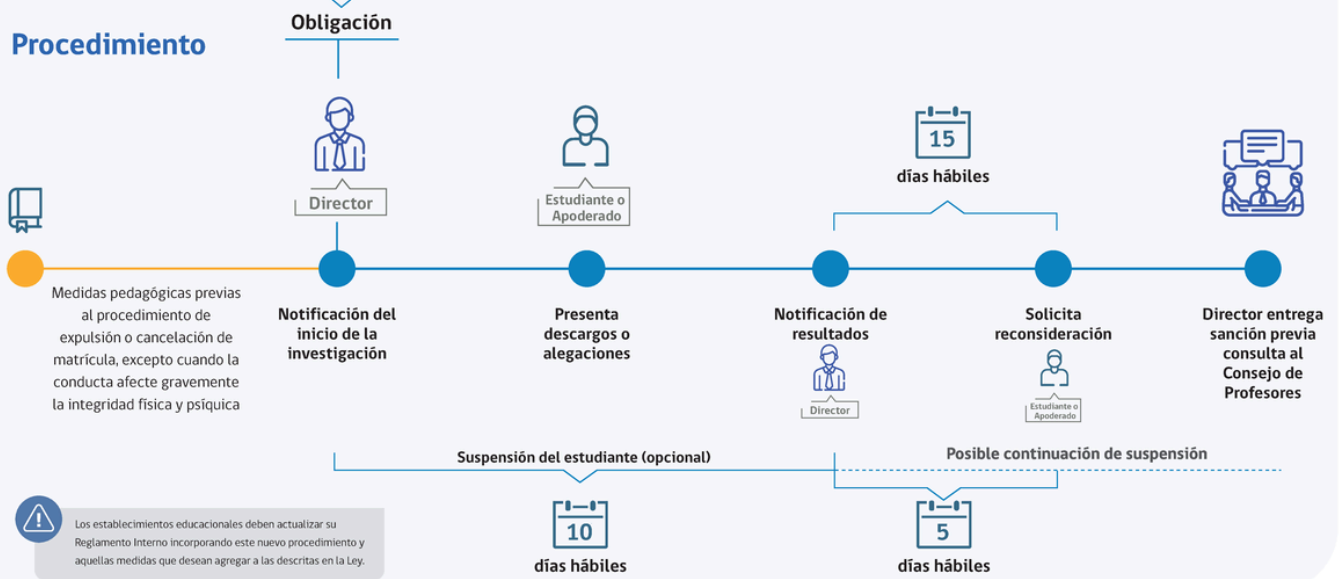 Obligación
Procedimiento
15
días hábiles
Director
Estudiante o
Apoderado
Medidas pedagógicas previas
al procedimiento de
expulsión o cancelación de
matrícula, excepto cuando la
conducta afecte gravemente
la integridad física y psíquica
Notificación del
inicio de la
investigación
Presenta
descargos o
alegaciones
Notificación de
resultados
Director
Solicita
reconsideración
Estudiante o
Apoderado
Director entrega
sanción previa
consulta al
Consejo de
Profesores
Suspensión del estudiante (opcional)
Posible continuación de suspensión
10
días hábiles
5
días hábiles
Los establecimientos educacionales deben actualizar su
Reglamento Interno incorporando este nuevo procedimiento y
aquellas medidas que desean agregar a las descritas en la Ley.